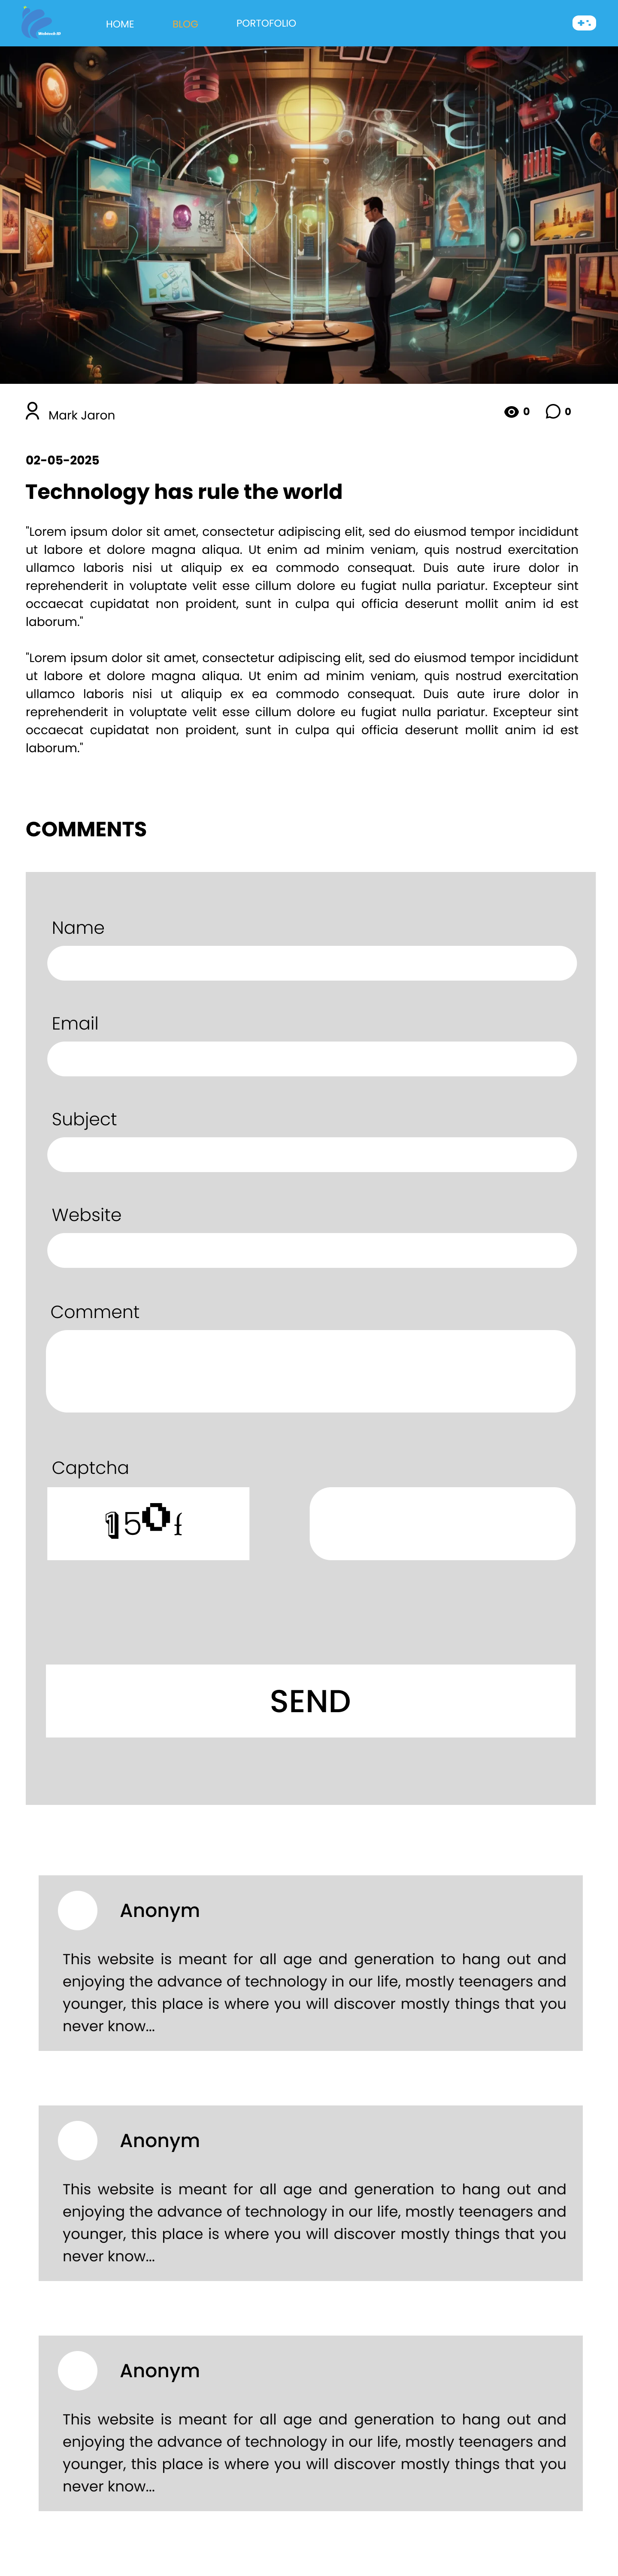 HOME BLOG PORTOFOLIO
Mark Jaron 0 0
02-05-2025
Technology has rule the world
"Lorem ipsum dolor sit amet, consectetur adipiscing elit, sed do eiusmod tempor incididunt
ut labore et dolore magna aliqua. Ut enim ad minim veniam, quis nostrud exercitation
ullamco laboris nisi ut aliquip ex ea commodo consequat. Duis aute irure dolor in
reprehenderit in voluptate velit esse cillum dolore eu fugiat nulla pariatur. Excepteur sint
occaecat cupidatat non proident, sunt in culpa qui officia deserunt mollit anim id est
laborum."
"Lorem ipsum dolor sit amet, consectetur adipiscing elit, sed do eiusmod tempor incididunt
ut labore et dolore magna aliqua. Ut enim ad minim veniam, quis nostrud exercitation
ullamco laboris nisi ut aliquip ex ea commodo consequat. Duis aute irure dolor in
reprehenderit in voluptate velit esse cillum dolore eu fugiat nulla pariatur. Excepteur sint
occaecat cupidatat non proident, sunt in culpa qui officia deserunt mollit anim id est
laborum."
COMMENTS
Name
Email
Subject
Website
Comment
Captcha
150f
SEND
Anonym
This website is meant for all age and generation to hang out and
enjoying the advance of technology in our life, mostly teenagers and
younger, this place is where you will discover mostly things that you
never know...
Anonym
This website is meant for all age and generation to hang out and
enjoying the advance of technology in our life, mostly teenagers and
younger, this place is where you will discover mostly things that you
never know...
Anonym
This website is meant for all age and generation to hang out and
enjoying the advance of technology in our life, mostly teenagers and
younger, this place is where you will discover mostly things that you
never know...